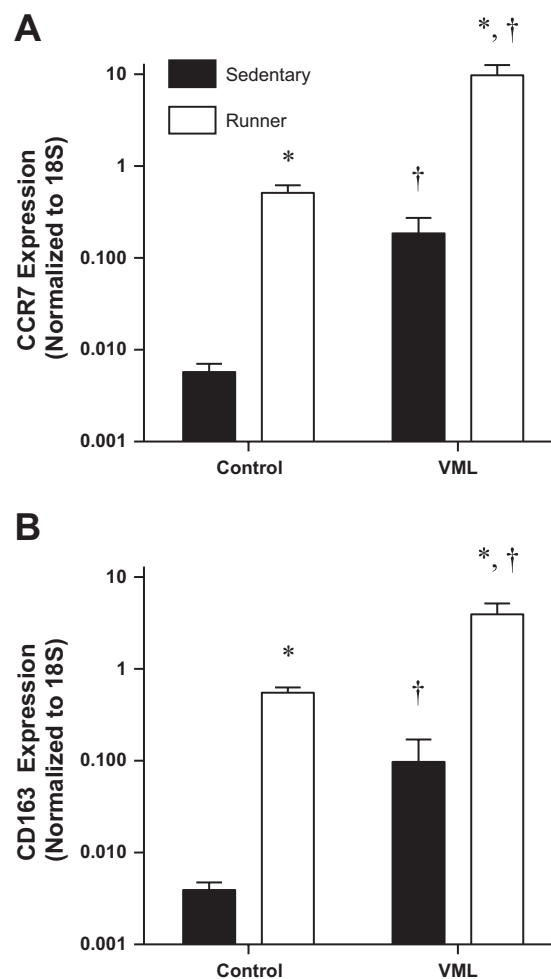 A
*, †
10
Sedentary
Runner
*
†
1
0.100
0.010
0.001
CCR7 Expression
(Normalized to 18S)
Control
VML
B
*, †
10
*
†
1
0.100
0.010
0.001
CD163 Expression
(Normalized to 18S)
Control
VML